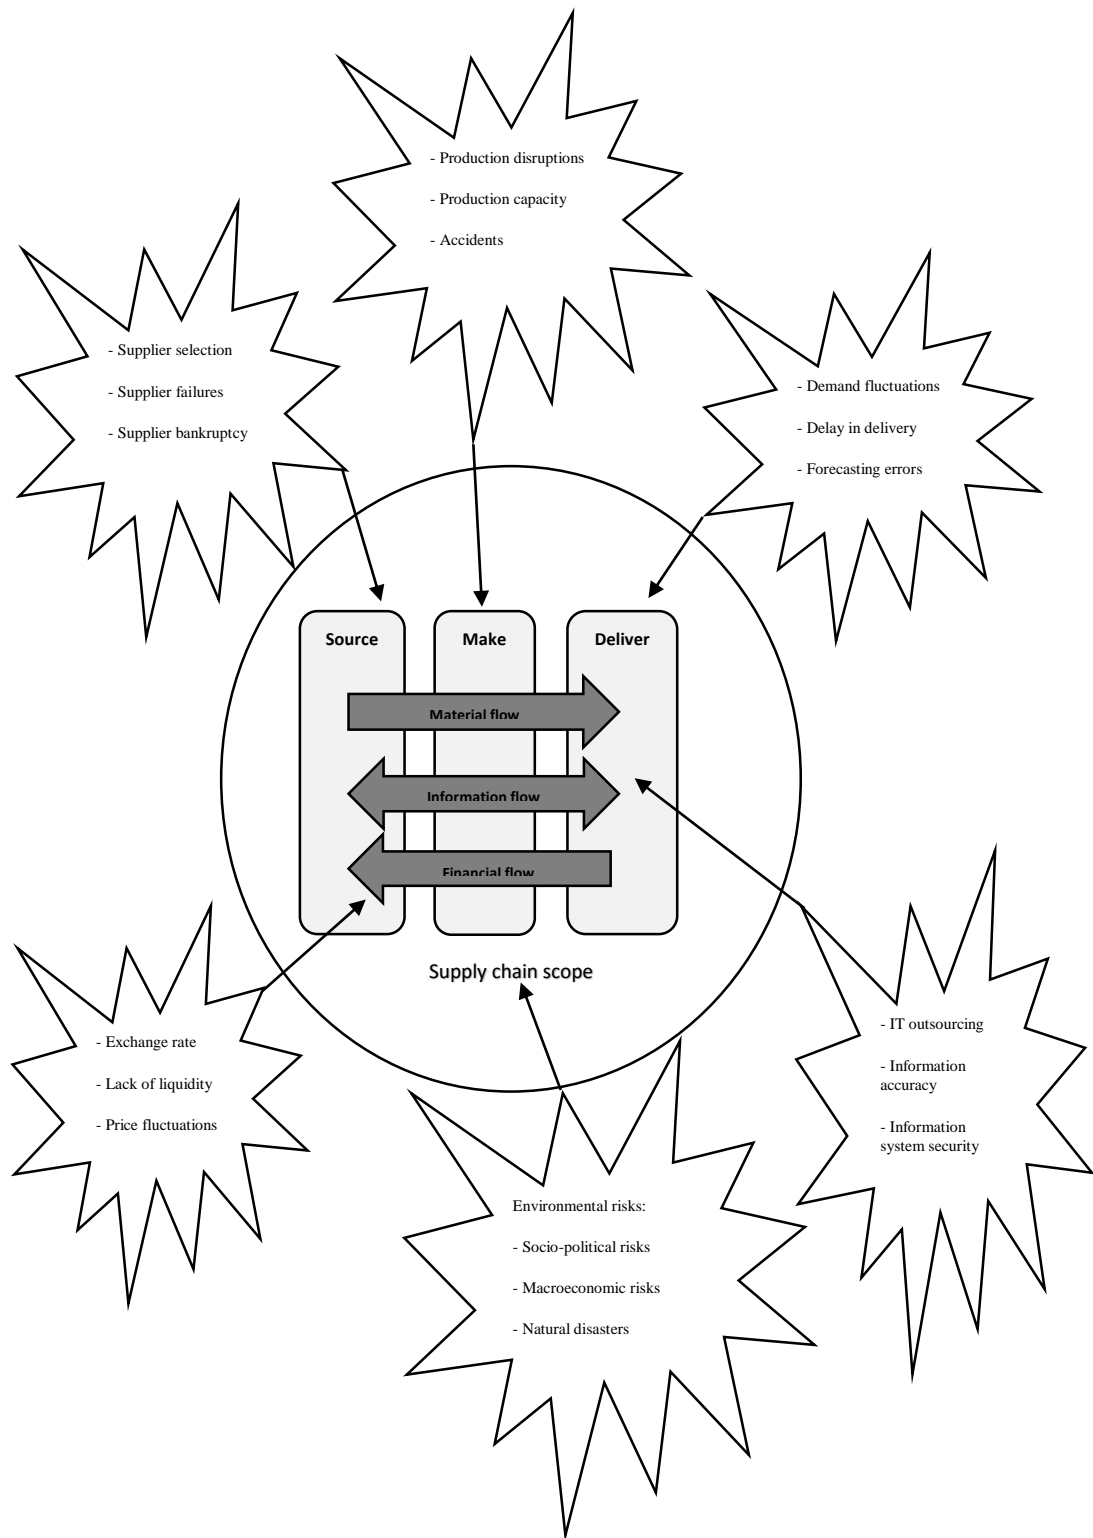 - Production disruptions
- Production capacity
- Accidents
- Supplier selection
- Supplier failures
- Supplier bankruptcy
- Demand fluctuations
- Delay in delivery
- Forecasting errors
Source
Make
Deliver
Material flow
Information flow
Financial flow
Supply chain scope
- Exchange rate
- Lack of liquidity
- Price fluctuations
- IT outsourcing
- Information
accuracy
- Information
system security
Environmental risks:
- Socio-political risks
- Macroeconomic risks
- Natural disasters